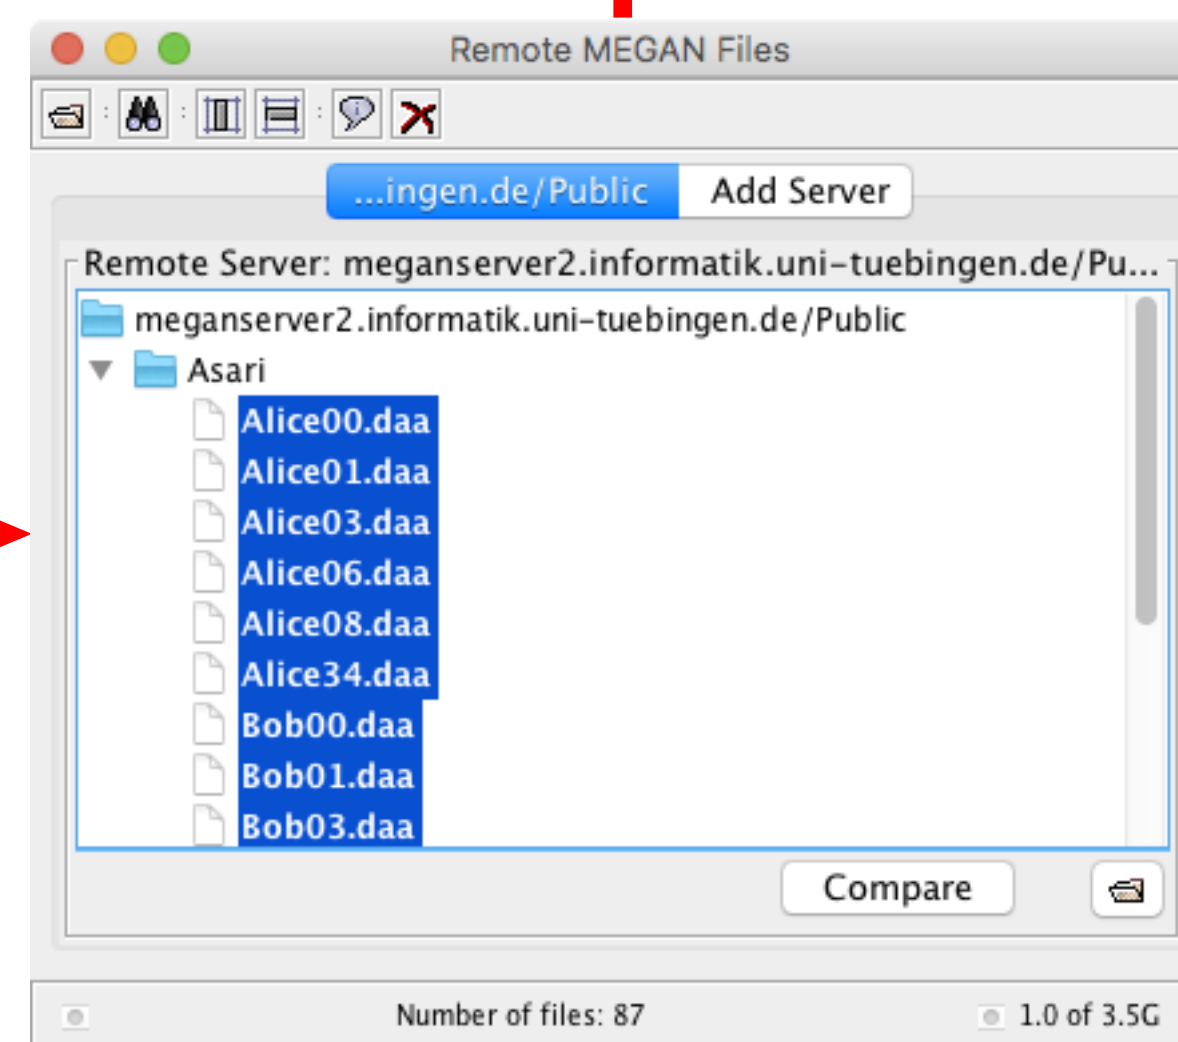 Remote MEGAN Files
...ingen.de/Public Add Server
Remote Server: meganserver2.informatik.uni-tuebingen.de/Pu...
meganserver2.informatik.uni-tuebingen.de/Public
Asari
Alice00.daa
Alice01.daa
Alice03.daa
Alice06.daa
Alice08.daa
Alice34.daa
Bob00.daa
Bob01.daa
Bob03.daa
Compare
Number of files: 87 1.0 of 3.5G